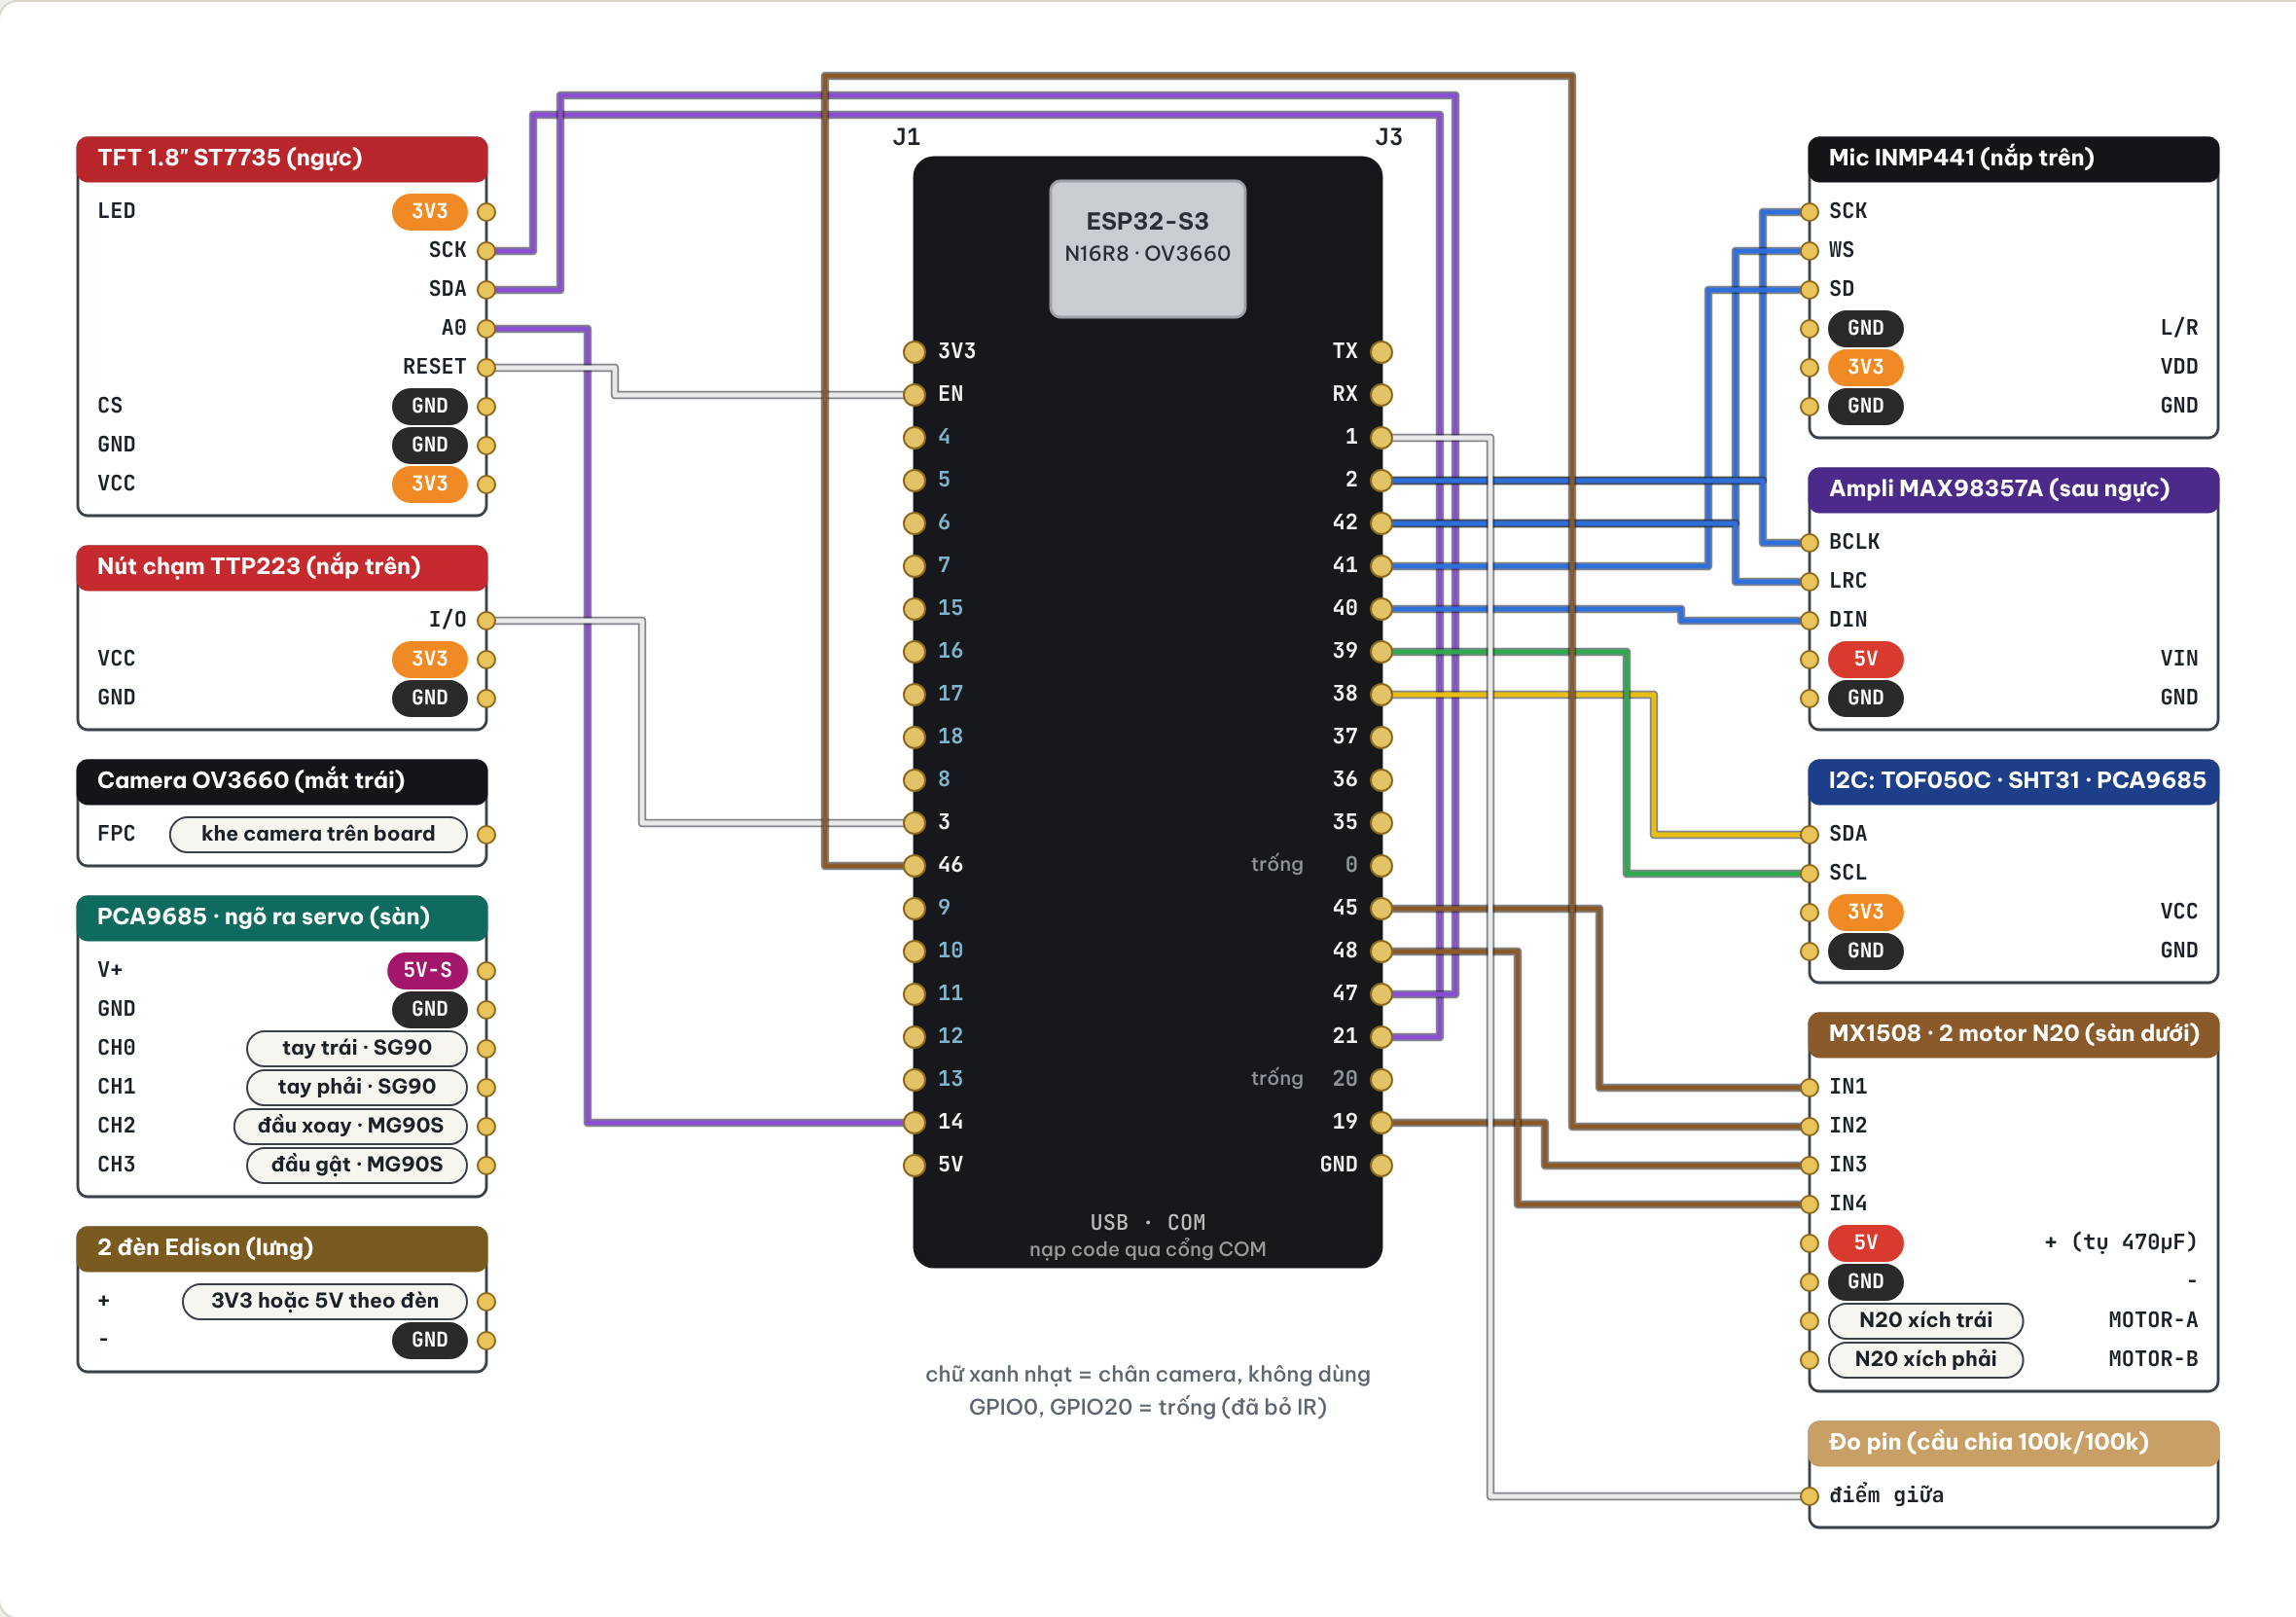 J1
J3
TFT 1.8" ST7735 (ngực)
LED 3V3
SCK
SDA
A0
RESET
CS GND
GND GND
VCC 3V3
Nút chạm TTP223 (nắp trên)
I/O
VCC 3V3
GND GND
Camera OV3660 (mắt trái)
FPC khe camera trên board
PCA9685 · ngõ ra servo (sàn)
V+ 5V-S
GND GND
CH0 tay trái · SG90
CH1 tay phải · SG90
CH2 đầu xoay · MG90S
CH3 đầu gật · MG90S
2 đèn Edison (lưng)
+ 3V3 hoặc 5V theo đèn
- GND
ESP32-S3
N16R8 · OV3660
3V3 TX
EN RX
4 1
5 2
6 42
7 41
15 40
16 39
17 38
18 37
8 36
3 35
46 trống 0
9 45
10 48
11 47
12 21
13 trống 20
14 19
5V GND
USB · COM
nạp code qua cổng COM
chữ xanh nhạt = chân camera, không dùng
GPIO0, GPIO20 = trống (đã bỏ IR)
Mic INMP441 (nắp trên)
SCK
WS
SD
GND L/R
3V3 VDD
GND GND
Ampli MAX98357A (sau ngực)
BCLK
LRC
DIN
5V VIN
GND GND
I2C: TOF050C · SHT31 · PCA9685
SDA
SCL
3V3 VCC
GND GND
MX1508 · 2 motor N20 (sàn dưới)
IN1
IN2
IN3
IN4
5V + (tụ 470µF)
GND -
N20 xích trái MOTOR-A
N20 xích phải MOTOR-B
Đo pin (cầu chia 100k/100k)
điểm giữa